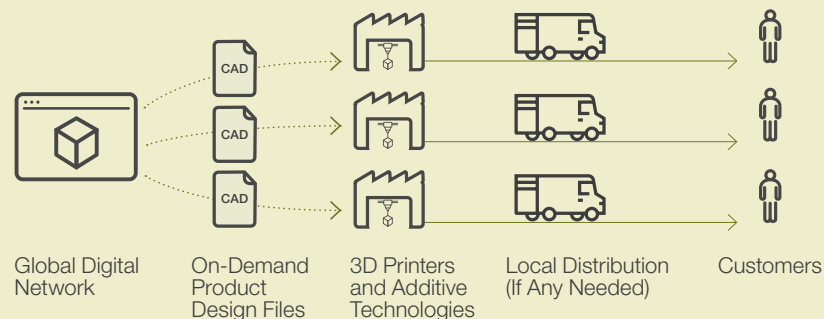 CAD
CAD
CAD
Global Digital
Network
On-Demand
Product
Design Files
3D Printers
and Additive
Technologies
Local Distribution
(If Any Needed)
Customers